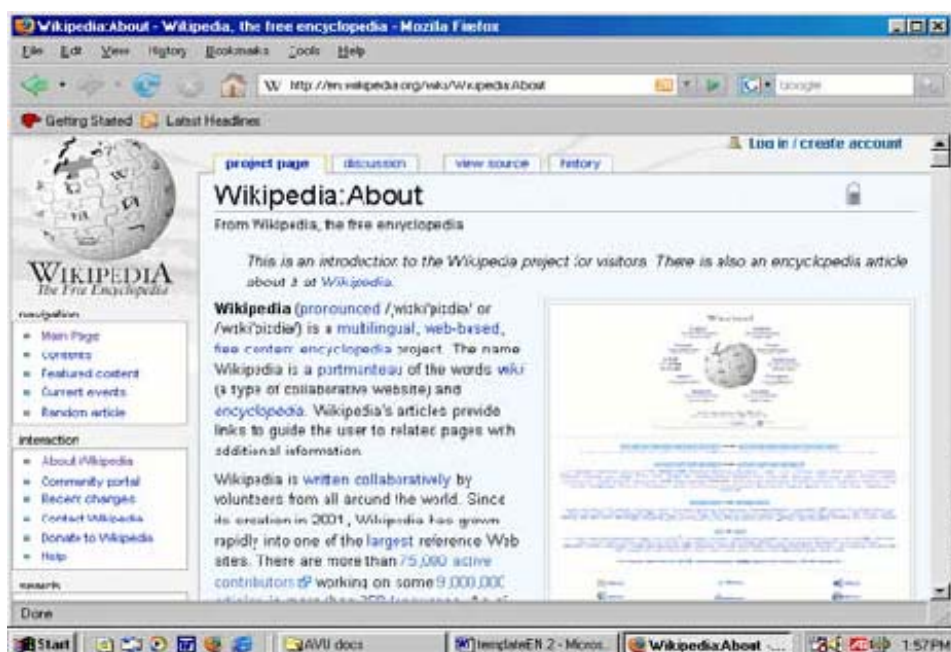 Wikipedia:About - Wikipedia, the free encyclopedia - Mozilla Firefox
File Edit View History Bookmarks Tools Help
W http://en.wikipedia.org/wiki/Wikipedia:About
Google
Getting Started Latest Headlines
Log in / create account
project page discussion view source history
WIKIPEDIA
The Free Encyclopedia
navigation
Main Page
Contents
Featured content
Current events
Random article
interaction
About Wikipedia
Community portal
Recent changes
Contact Wikipedia
Donate to Wikipedia
Help
search
Wikipedia:About
From Wikipedia, the free encyclopedia
This is an introduction to the Wikipedia project for visitors. There is also an encyclopedia article
about it at Wikipedia.
Wikipedia (pronounced or
is a multilingual, web-based,
free content encyclopedia project. The name
Wikipedia is a portmanteau of the words wiki
(a type of collaborative website) and
encyclopedia. Wikipedia's articles provide
links to guide the user to related pages with
additional information.
Wikipedia is written collaboratively by
volunteers from all around the world. Since
its creation in 2001, Wikipedia has grown
rapidly into one of the largest reference Web
sites. There are more than 75,000 active
contributors working on some 9,000,000
articles in more than 250 languages.
Done
Start AVU docs templateEN 2 - Micros... Wikipedia:About - ... 1:57PM